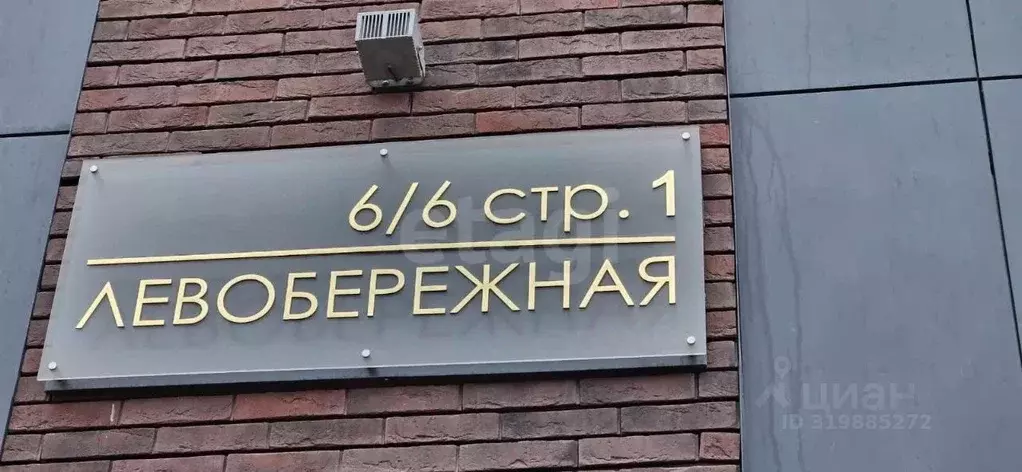 6/6 стр. 1
ЛЕВОБЕРЕЖНАЯ
etagi
циан
ID 319885272